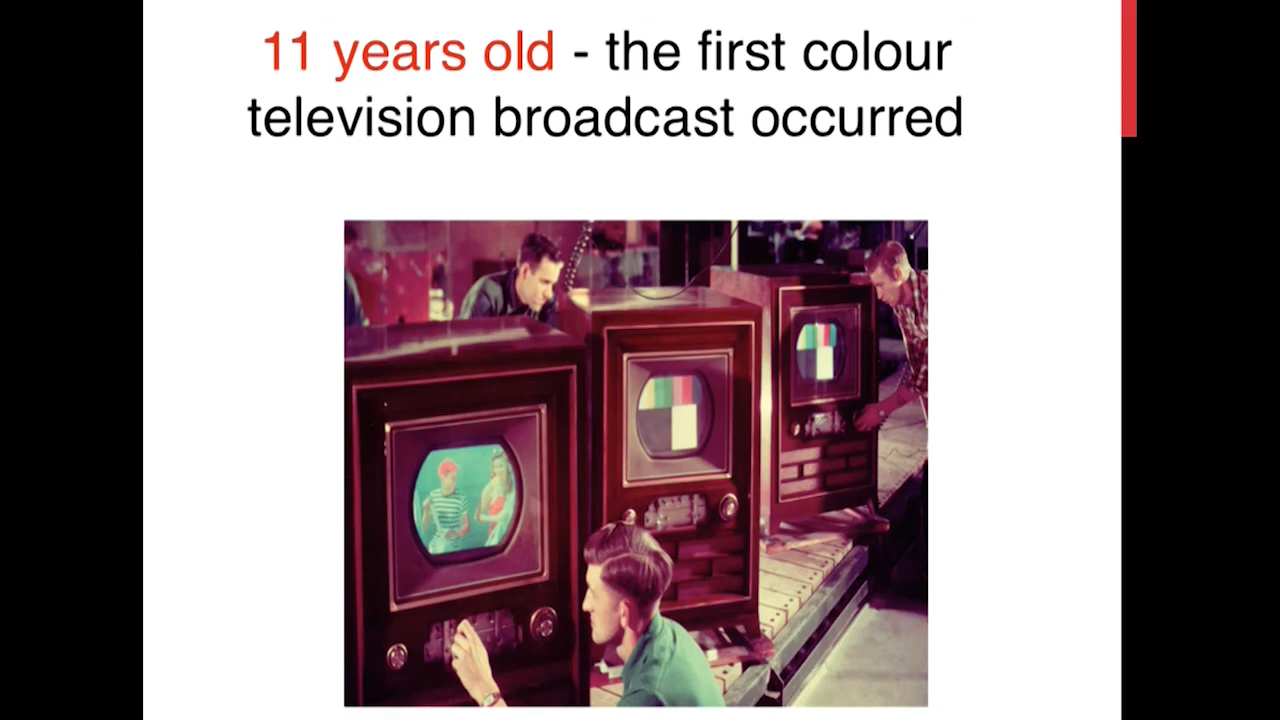 11 years old - the first colour
television broadcast occurred